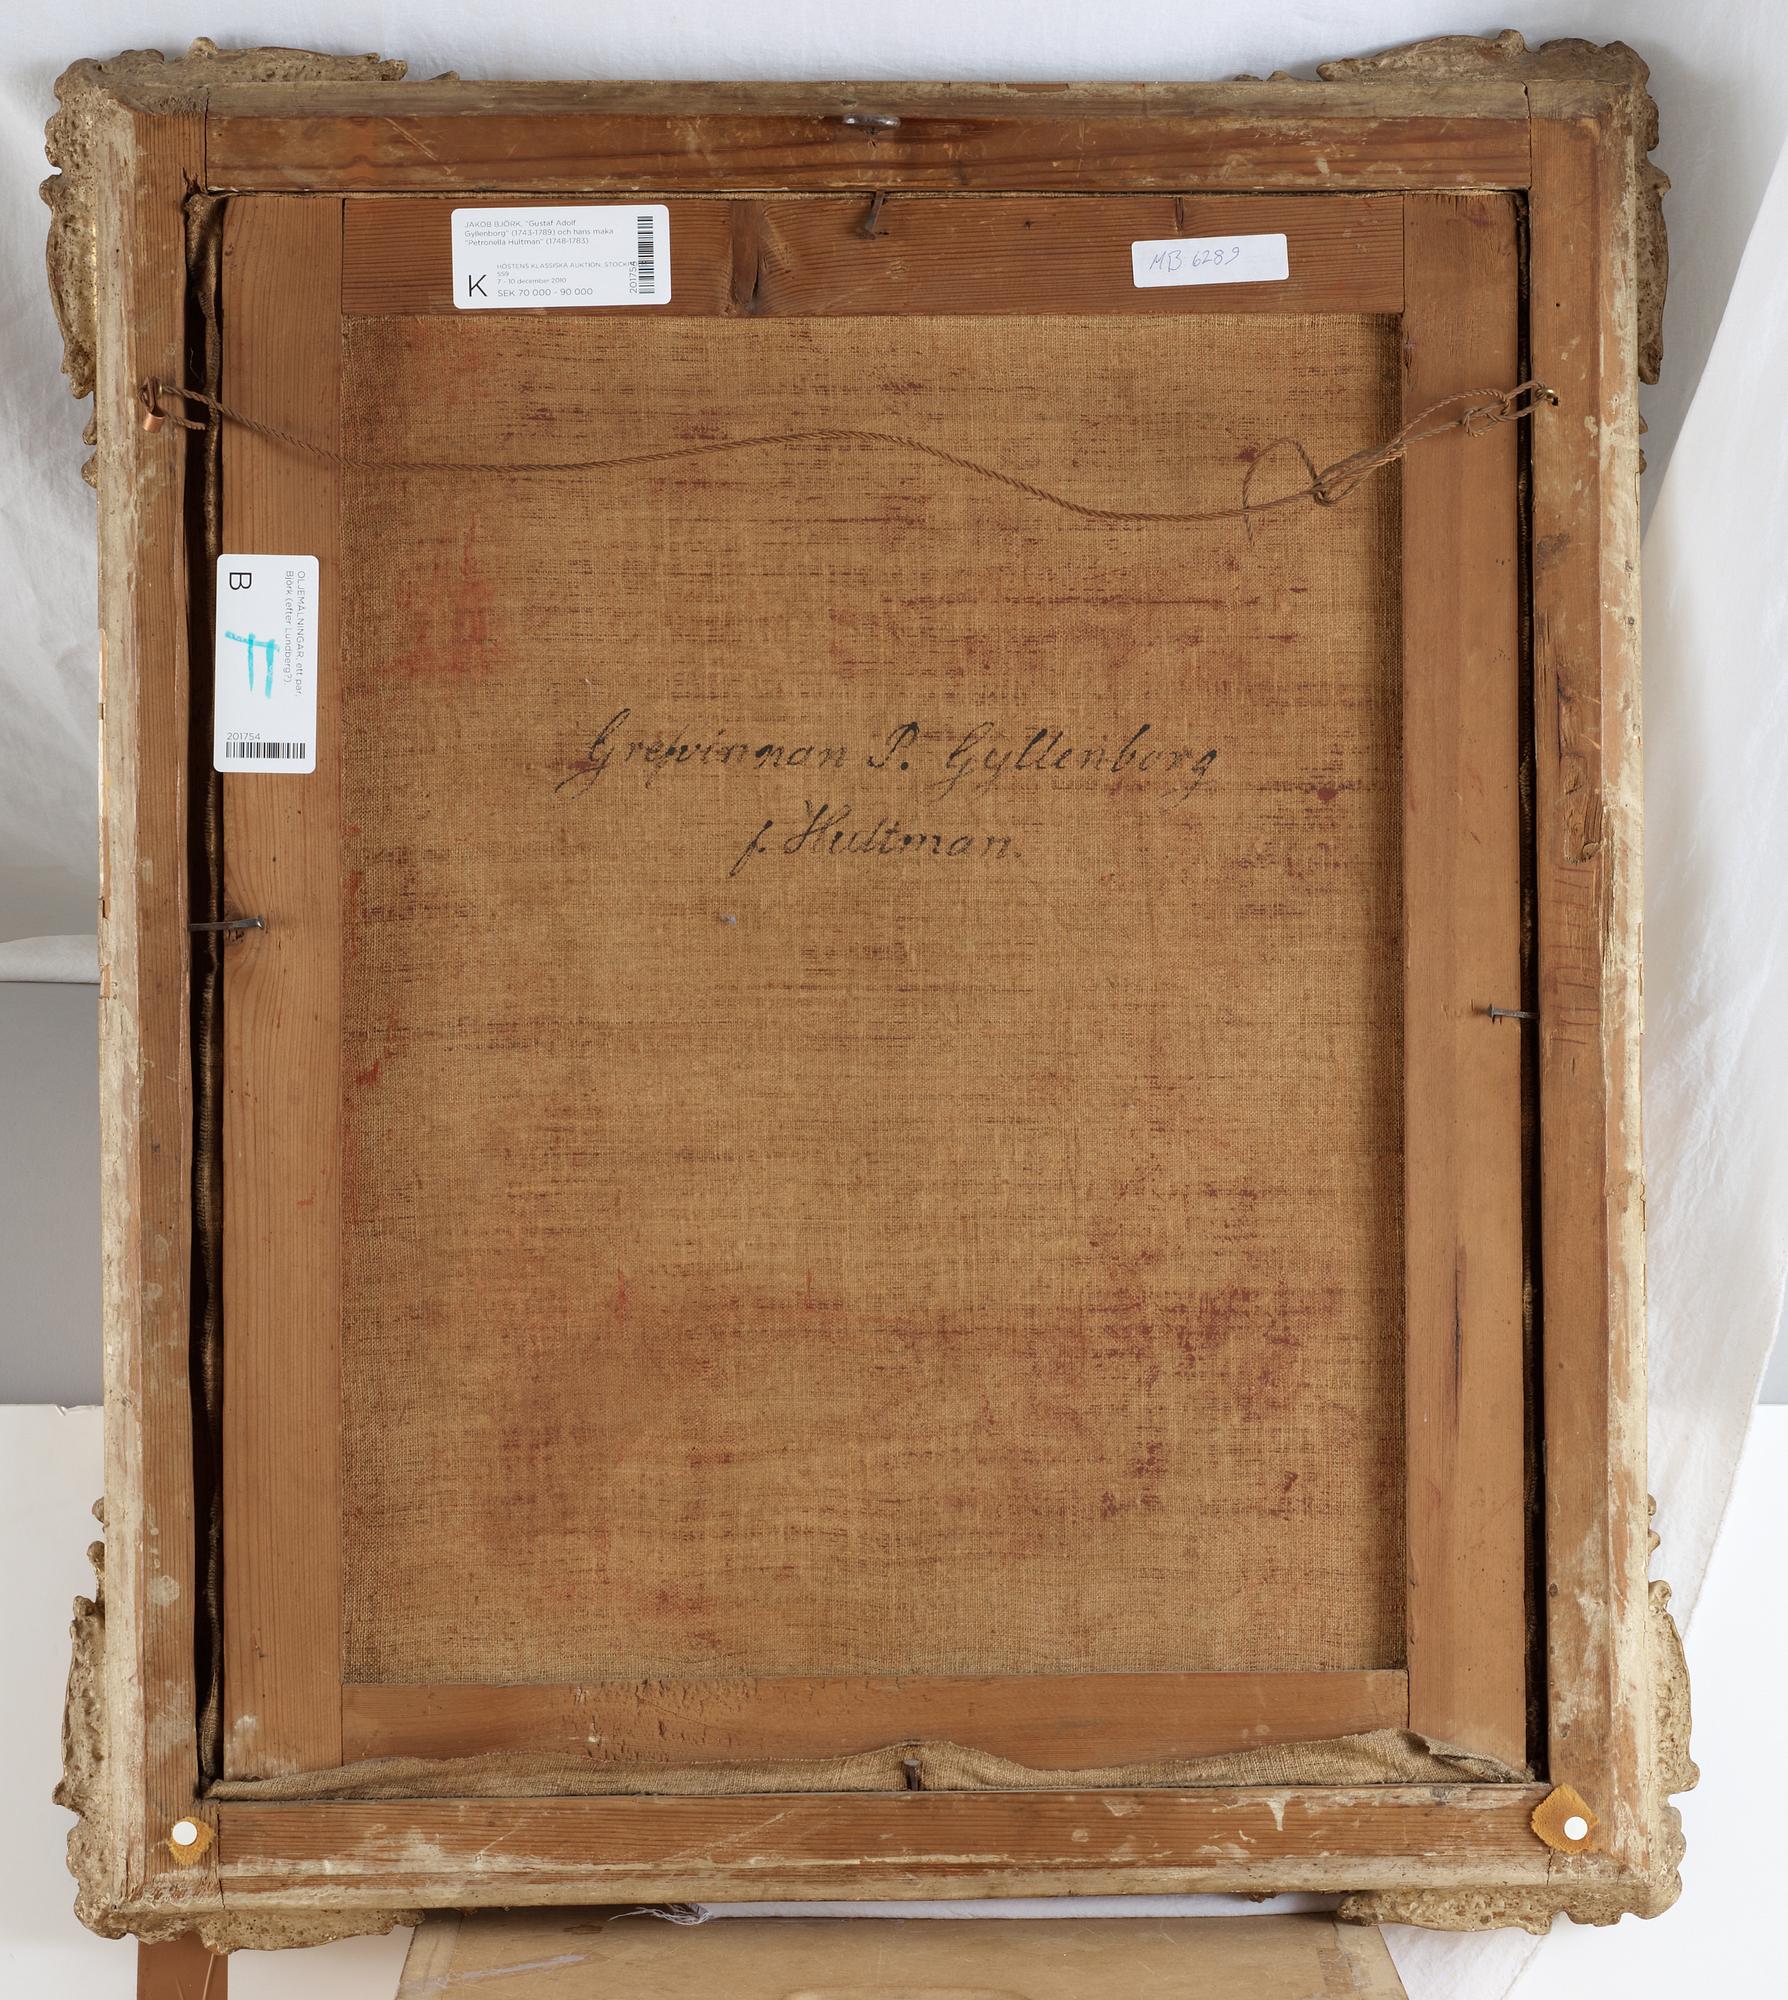 JAKOB BJÖRK, "Gustaf Adolf
Gyllenborg" (1743-1789) och hans maka
"Petronella Hultman" (1748-1783)
HÖSTENS KLASSISKA AUKTION, STOCKH
559
7 - 10 december 2010
K SEK 70 000 - 90 000
201754
MB 6289
OLJEMÅLNINGAR, ett par,
Björk (efter Lundberg?).
B
F
201754
Grefvinnan P. Gyllenborg
f. Hultman.